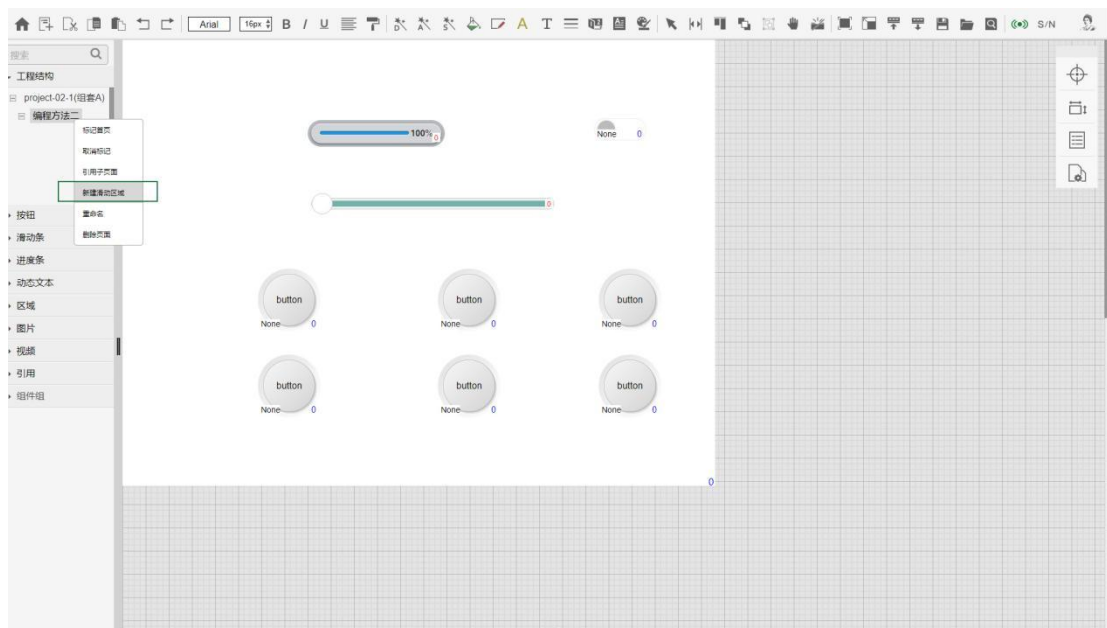 Arial 16px B I U S/N
搜索
工程结构
project-02-1(组套A)
编程方法二
标记首页
取消标记
引用子页面
新建滑动区域
重命名
删除页面
按钮
滑动条
进度条
动态文本
区域
图片
视频
引用
组件组
100% 0
None 0
0
button button button
None 0 None 0 None 0
button button button
None 0 None 0 None 0
0